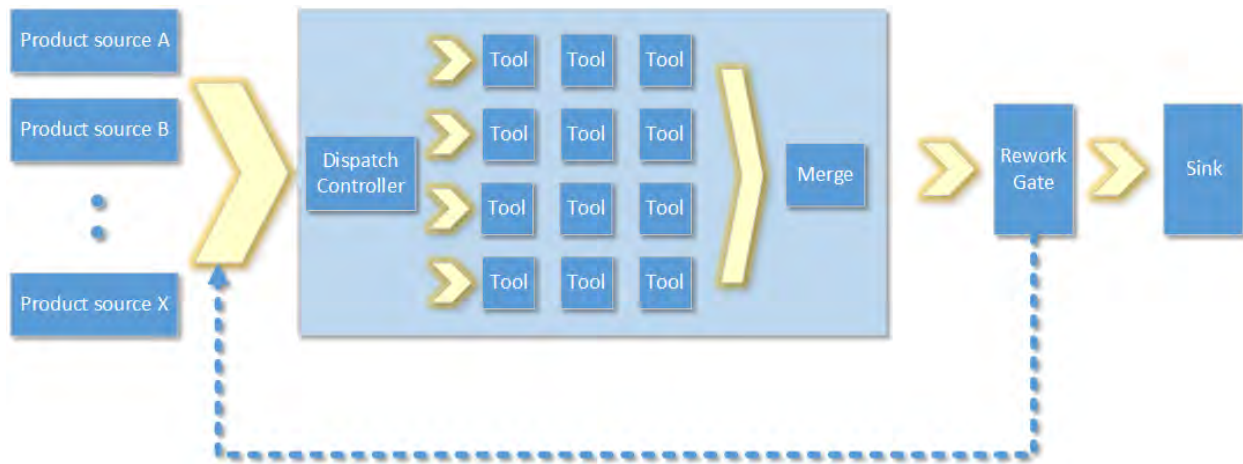 Product source A
Product source B
Product source X
Dispatch
Controller
Tool Tool Tool
Tool Tool Tool
Tool Tool Tool
Tool Tool Tool
Merge
Rework
Gate
Sink